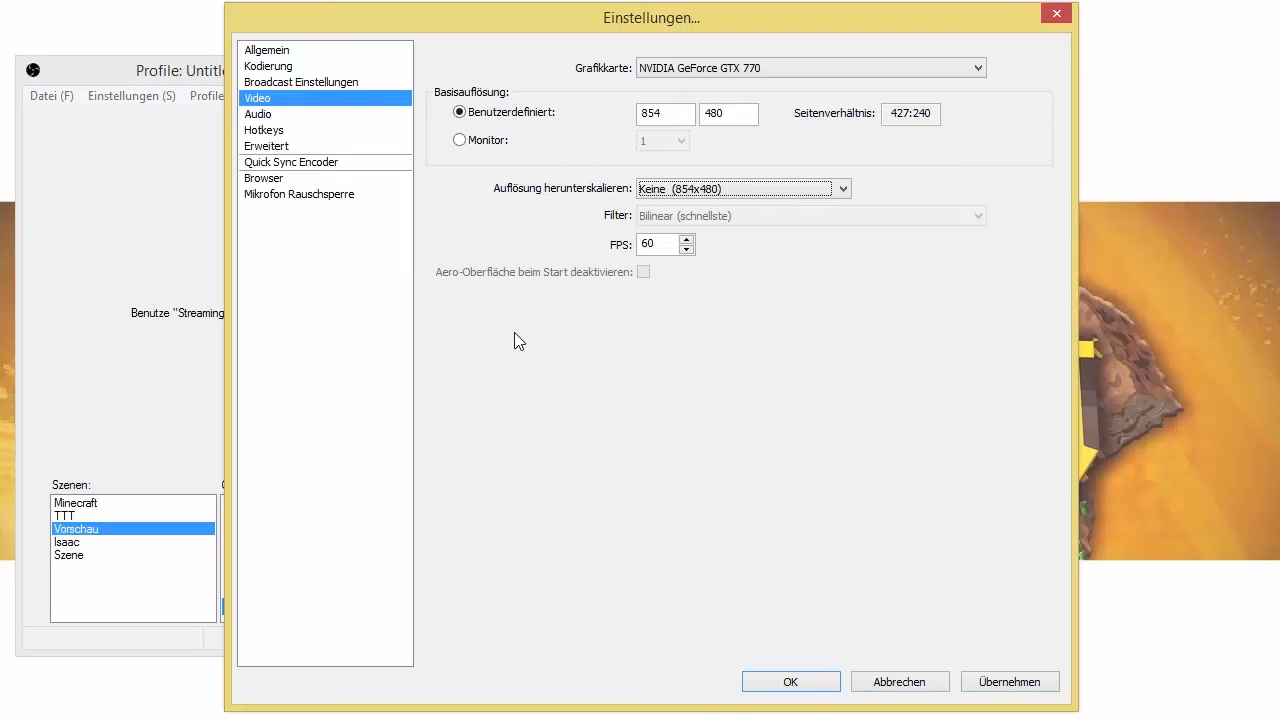 Einstellungen...
Profile: Untitle
Datei (F) Einstellungen (S) Profile
Benutze "Streaming
Szenen:
Minecraft
TTT
Vorschau
Isaac
Szene
Allgemein
Kodierung
Broadcast Einstellungen
Video
Audio
Hotkeys
Erweitert
Quick Sync Encoder
Browser
Mikrofon Rauschsperre
Grafikkarte: NVIDIA GeForce GTX 770
Basisauflösung:
Benutzerdefiniert: 854 480 Seitenverhältnis: 427:240
Monitor: 1
Auflösung herunterskalieren: Keine (854x480)
Filter: Bilinear (schnellste)
FPS: 60
Aero-Oberfläche beim Start deaktivieren:
OK Abbrechen Übernehmen